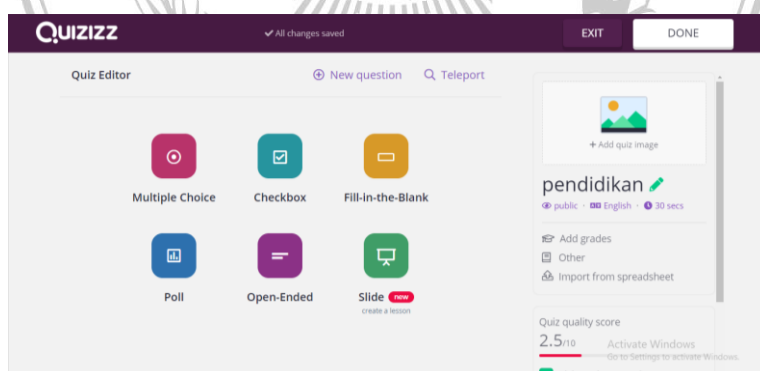 QUIZIZZ
All changes saved
EXIT
DONE
Quiz Editor
New question
Teleport
Multiple Choice
Checkbox
Fill-in-the-Blank
Poll
Open-Ended
Slide new
create a lesson
+ Add quiz image
pendidikan
public · English · 30 secs
Add grades
Other
Import from spreadsheet
Quiz quality score
2.5/10
Activate Windows
Go to Settings to activate Windows.